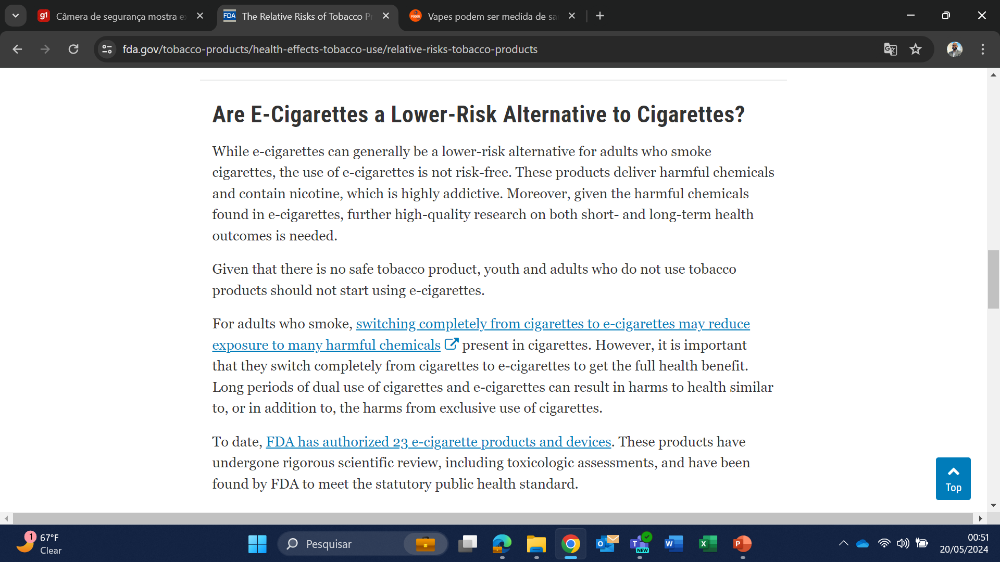 g1 Câmera de segurança mostra
FDA The Relative Risks of Tobacco
PODER Vapes podem ser medida de
fda.gov/tobacco-products/health-effects-tobacco-use/relative-risks-tobacco-products
Are E-Cigarettes a Lower-Risk Alternative to Cigarettes?
While e-cigarettes can generally be a lower-risk alternative for adults who smoke
cigarettes, the use of e-cigarettes is not risk-free. These products deliver harmful chemicals
and contain nicotine, which is highly addictive. Moreover, given the harmful chemicals
found in e-cigarettes, further high-quality research on both short- and long-term health
outcomes is needed.
Given that there is no safe tobacco product, youth and adults who do not use tobacco
products should not start using e-cigarettes.
For adults who smoke, switching completely from cigarettes to e-cigarettes may reduce
exposure to many harmful chemicals present in cigarettes. However, it is important
that they switch completely from cigarettes to e-cigarettes to get the full health benefit.
Long periods of dual use of cigarettes and e-cigarettes can result in harms to health similar
to, or in addition to, the harms from exclusive use of cigarettes.
To date, FDA has authorized 23 e-cigarette products and devices. These products have
undergone rigorous scientific review, including toxicologic assessments, and have been
found by FDA to meet the statutory public health standard.
Top
1
67°F
Clear
Pesquisar
NEW
00:51
20/05/2024